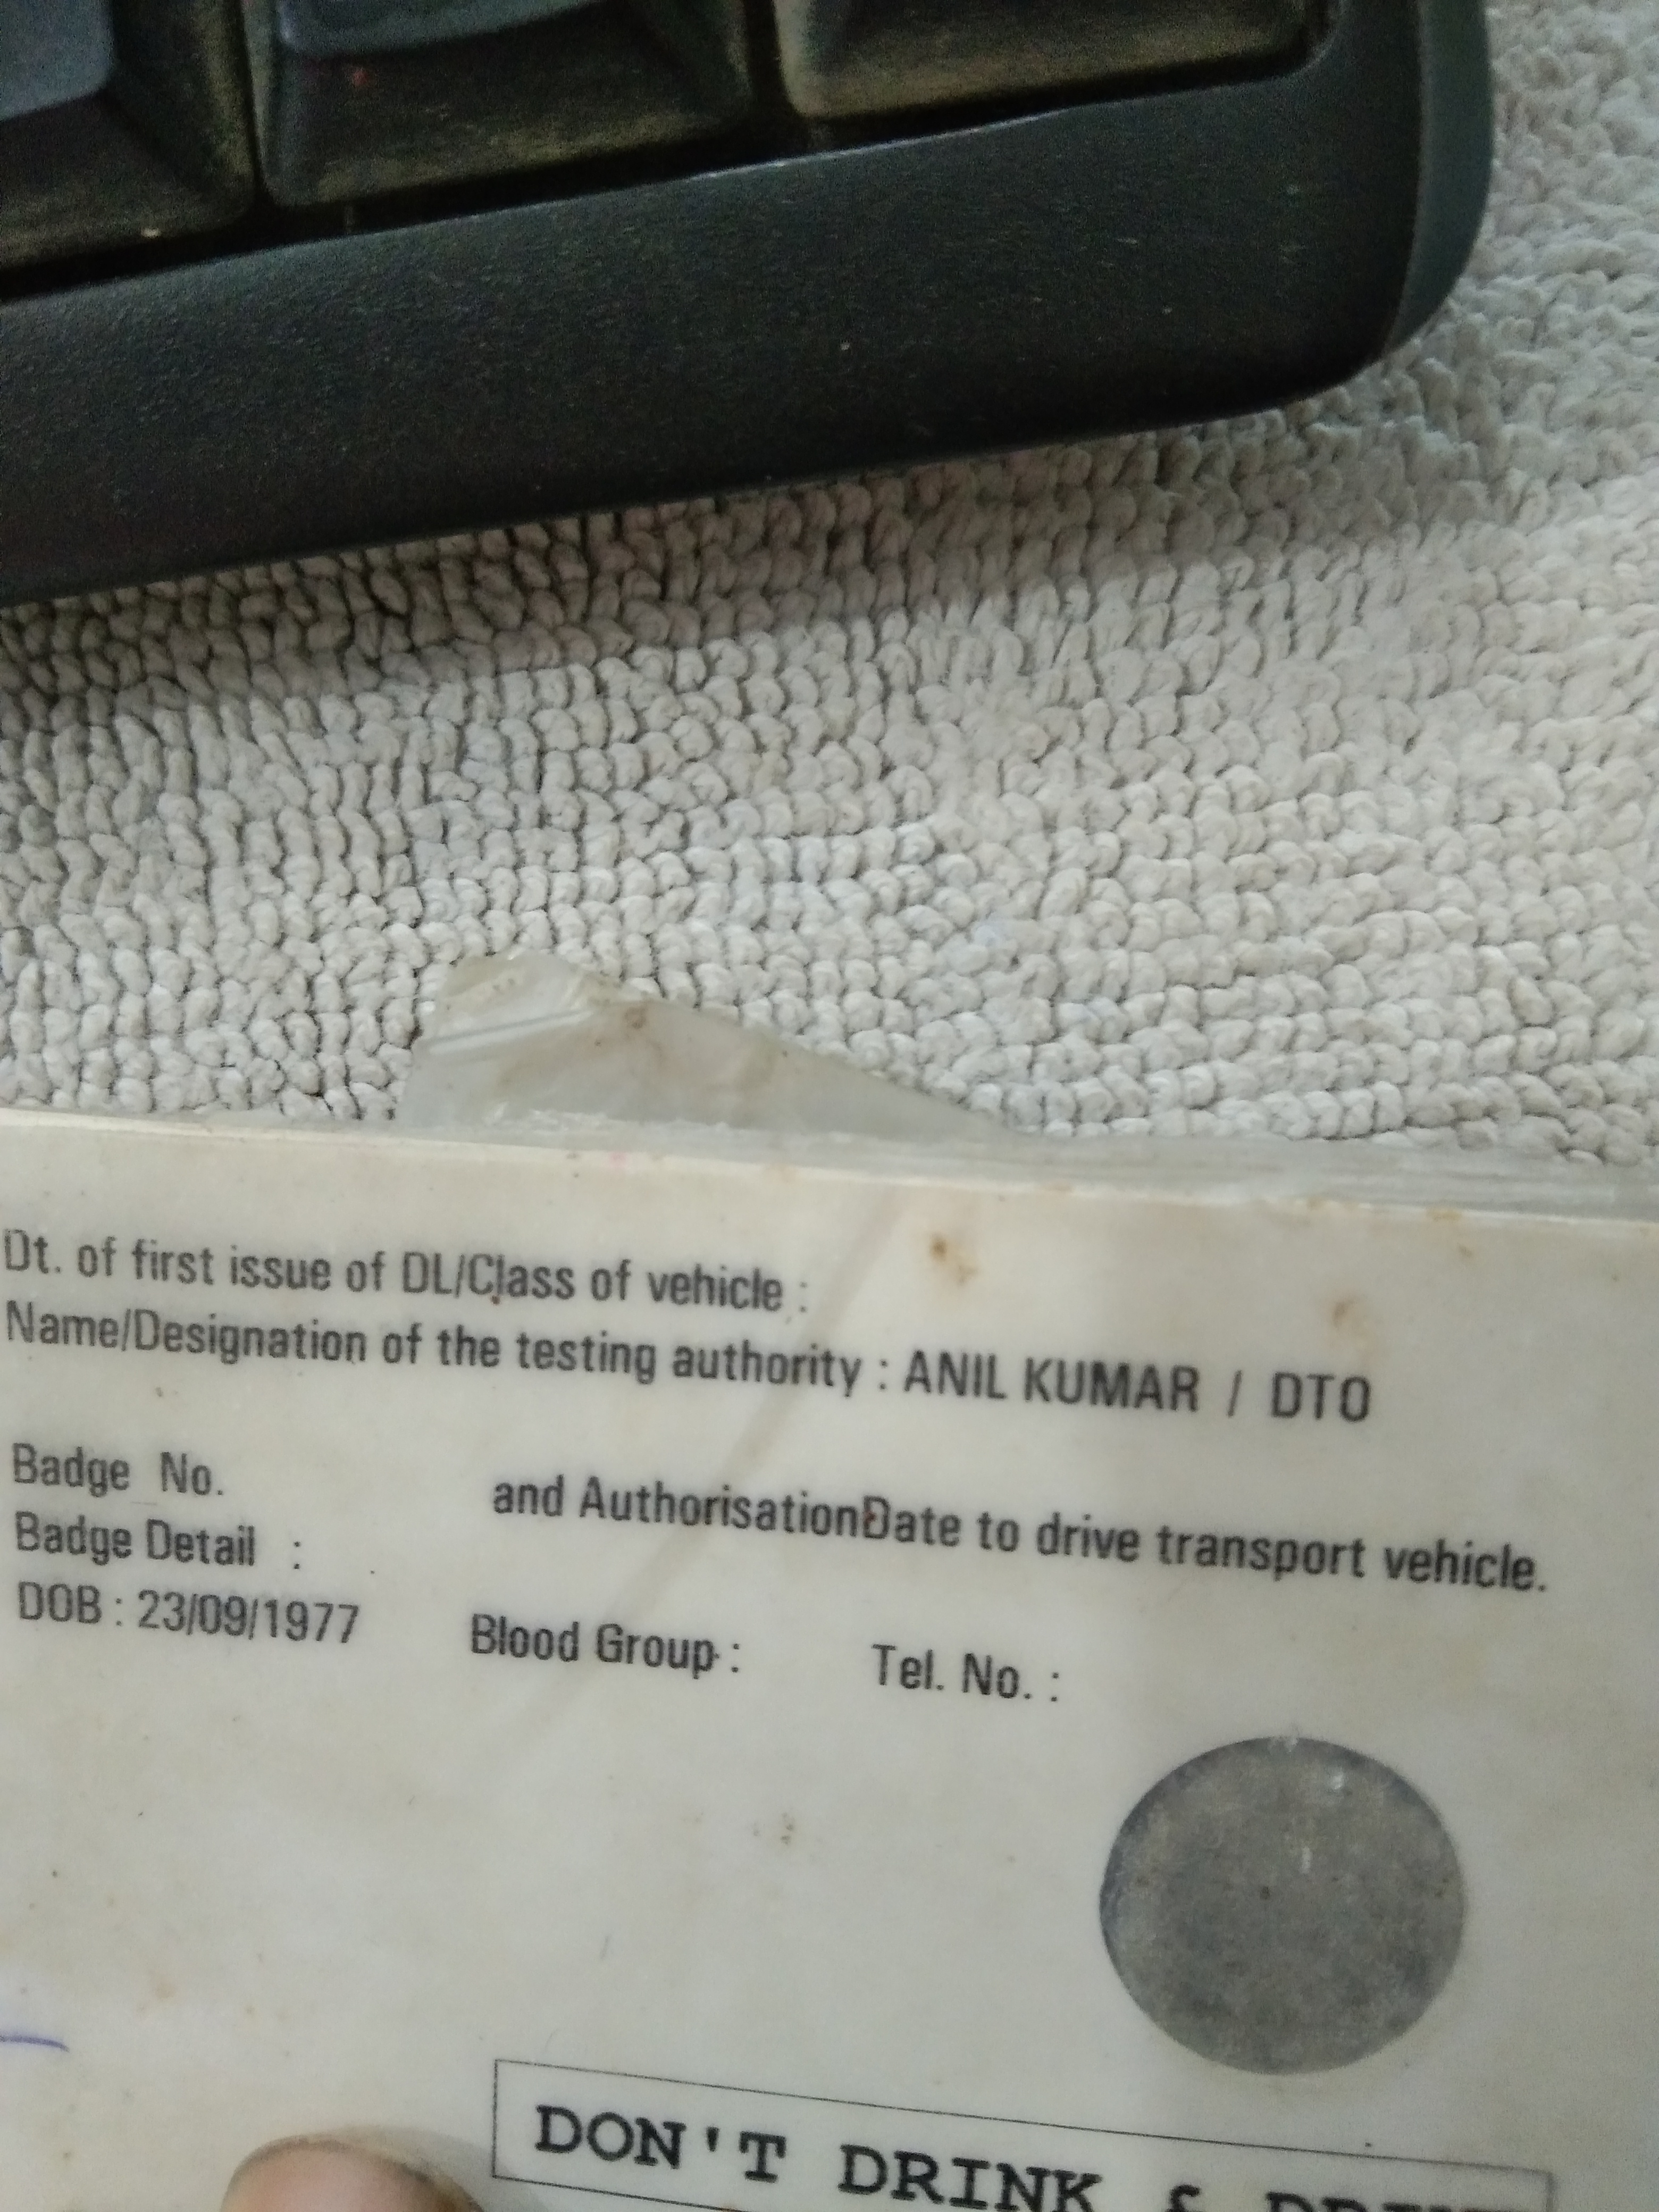 Dt. of first issue of DL/Class of vehicle :
Name/Designation of the testing authority : ANIL KUMAR / DTO
Badge No. and AuthorisationDate to drive transport vehicle.
Badge Detail :
DOB : 23/09/1977 Blood Group : Tel. No. :
DON'T DRINK &